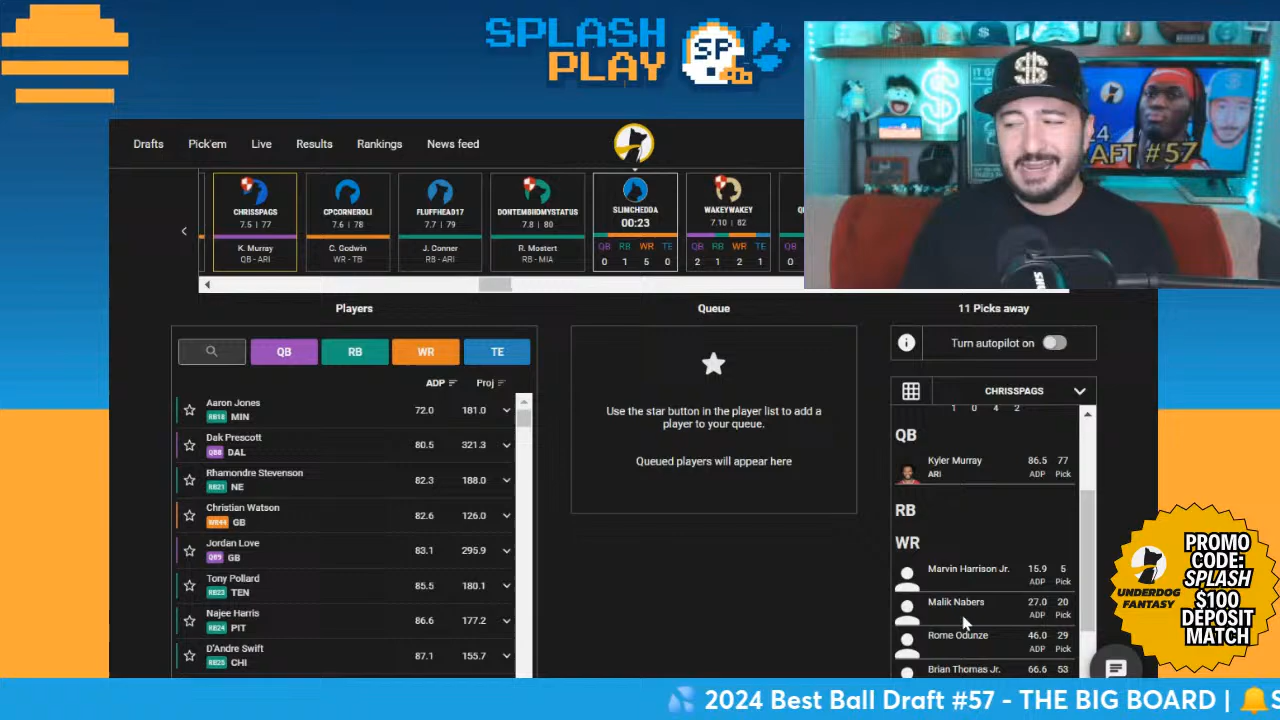 SPLASH
PLAY
SP
24
AFT #57
Drafts Pick'em Live Results Rankings News feed
CHRISSPAGS
7.5 | 77
K. Murray
QB - ARI
CPCORNEROLI
7.6 | 78
C. Godwin
WR - TB
FLUFFHEAD17
7.7 | 79
J. Conner
RB - ARI
DONTEMBIIDMYSTATUS
7.8 | 80
R. Mostert
RB - MIA
SLIMCHEDDA
00:23
QB RB WR TE
0 1 5 0
WAKEYWAKEY
7.10 | 82
QB RB WR TE
2 1 2 1
QB
0
Players
QB RB WR TE
ADP Proj
Aaron Jones
RB18 MIN 72.0 181.0
Dak Prescott
QB8 DAL 80.5 321.3
Rhamondre Stevenson
RB21 NE 82.3 188.0
Christian Watson
WR44 GB 82.6 126.0
Jordan Love
QB9 GB 83.1 295.9
Tony Pollard
RB23 TEN 85.5 180.1
Najee Harris
RB24 PIT 86.6 177.2
D'Andre Swift
RB25 CHI 87.1 155.7
Queue
Use the star button in the player list to add a
player to your queue.
Queued players will appear here
11 Picks away
Turn autopilot on
CHRISSPAGS
1 0 4 2
QB
Kyler Murray 86.5 77
ARI ADP Pick
RB
WR
Marvin Harrison Jr. 15.9 5
ADP Pick
Malik Nabers 27.0 20
ADP Pick
Rome Odunze 46.0 29
ADP Pick
Brian Thomas Jr. 66.6 53
UNDERDOG
FANTASY
PROMO
CODE:
SPLASH
$100
DEPOSIT
MATCH
2024 Best Ball Draft #57 - THE BIG BOARD | 🔔S